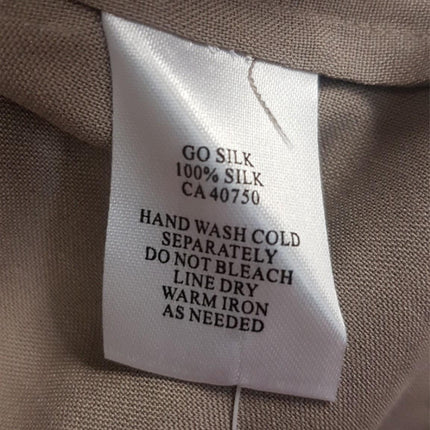 GO SILK
100% SILK
CA 40750
HAND WASH COLD
SEPARATELY
DO NOT BLEACH
LINE DRY
WARM IRON
AS NEEDED